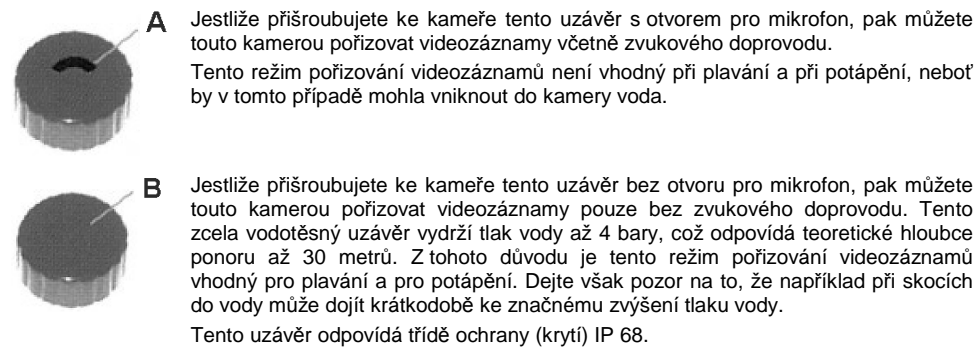 A Jestliže přišroubujete ke kameře tento uzávěr s otvorem pro mikrofon, pak můžete
touto kamerou pořizovat videozáznamy včetně zvukového doprovodu.
Tento režim pořizování videozáznamů není vhodný při plavání a při potápění, neboť
by v tomto případě mohla vniknout do kamery voda.
B Jestliže přišroubujete ke kameře tento uzávěr bez otvoru pro mikrofon, pak můžete
touto kamerou pořizovat videozáznamy pouze bez zvukového doprovodu. Tento
zcela vodotěsný uzávěr vydrží tlak vody až 4 bary, což odpovídá teoretické hloubce
ponoru až 30 metrů. Z tohoto důvodu je tento režim pořizování videozáznamů
vhodný pro plavání a pro potápění. Dejte však pozor na to, že například při skocích
do vody může dojít krátkodobě ke značnému zvýšení tlaku vody.
Tento uzávěr odpovídá třídě ochrany (krytí) IP 68.